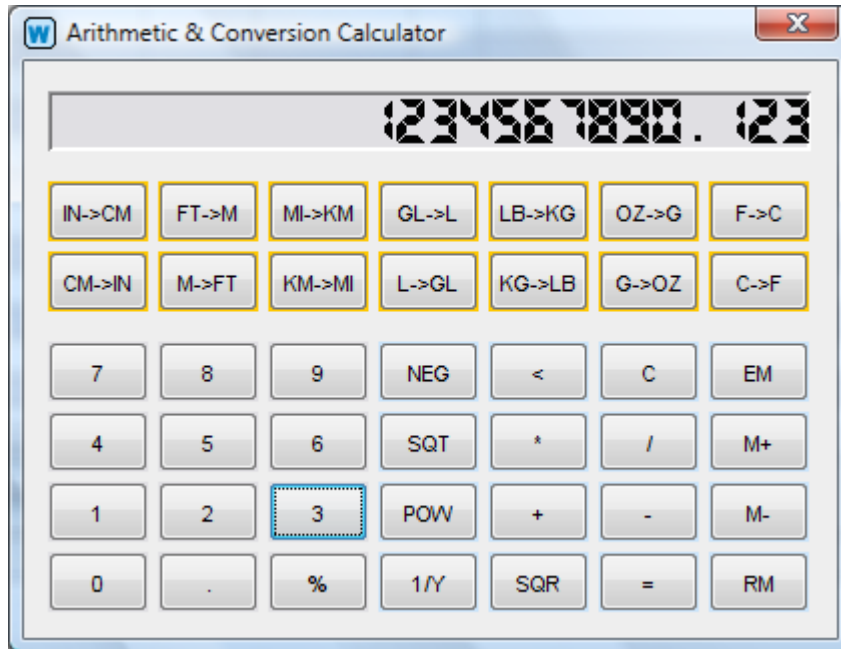 W Arithmetic & Conversion Calculator X
1234567890.123
IN->CM FT->M MI->KM GL->L LB->KG OZ->G F->C
CM->IN M->FT KM->MI L->GL KG->LB G->OZ C->F
7 8 9 NEG < C EM
4 5 6 SQT * / M+
1 2 3 POW + - M-
0 . % 1/Y SQR = RM